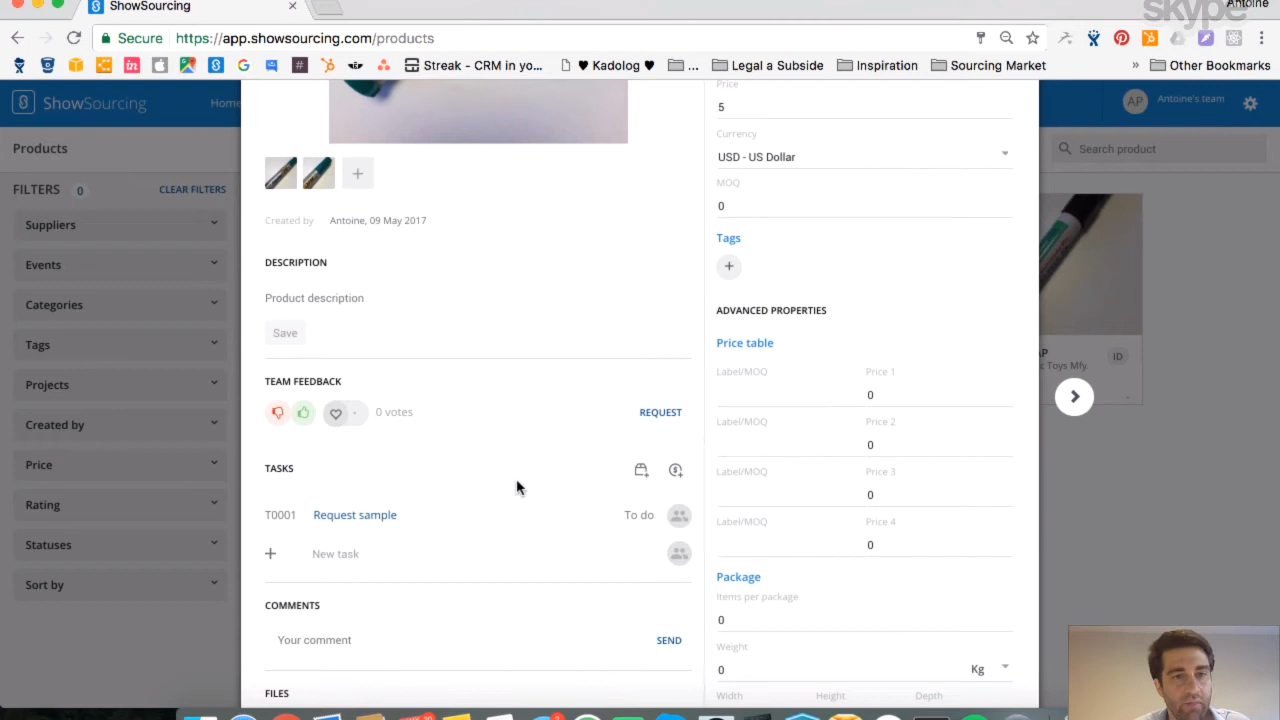 ShowSourcing
Antoine
skype
Secure
https://app.showsourcing.com/products
Streak - CRM in yo...
♥ Kadolog ♥
...
Legal a Subside
Inspiration
Sourcing Market
»
Other Bookmarks
ShowSourcing
Home
AP
Antoine's team
Products
Search product
FILTERS 0
CLEAR FILTERS
Suppliers
Events
Categories
Tags
Projects
Created by
Price
Rating
Statuses
Sort by
Created by Antoine, 09 May 2017
DESCRIPTION
Product description
Save
TEAM FEEDBACK
- 0 votes
REQUEST
TASKS
T0001 Request sample To do
+ New task
COMMENTS
Your comment
SEND
FILES
Price
5
Currency
USD - US Dollar
MOQ
0
Tags
+
ADVANCED PROPERTIES
Price table
Label/MOQ Price 1
0
Label/MOQ Price 2
0
Label/MOQ Price 3
0
Label/MOQ Price 4
0
Package
Items per package
0
Weight
0 Kg
Width Height Depth
AP
ID
Toys Mfy.
-